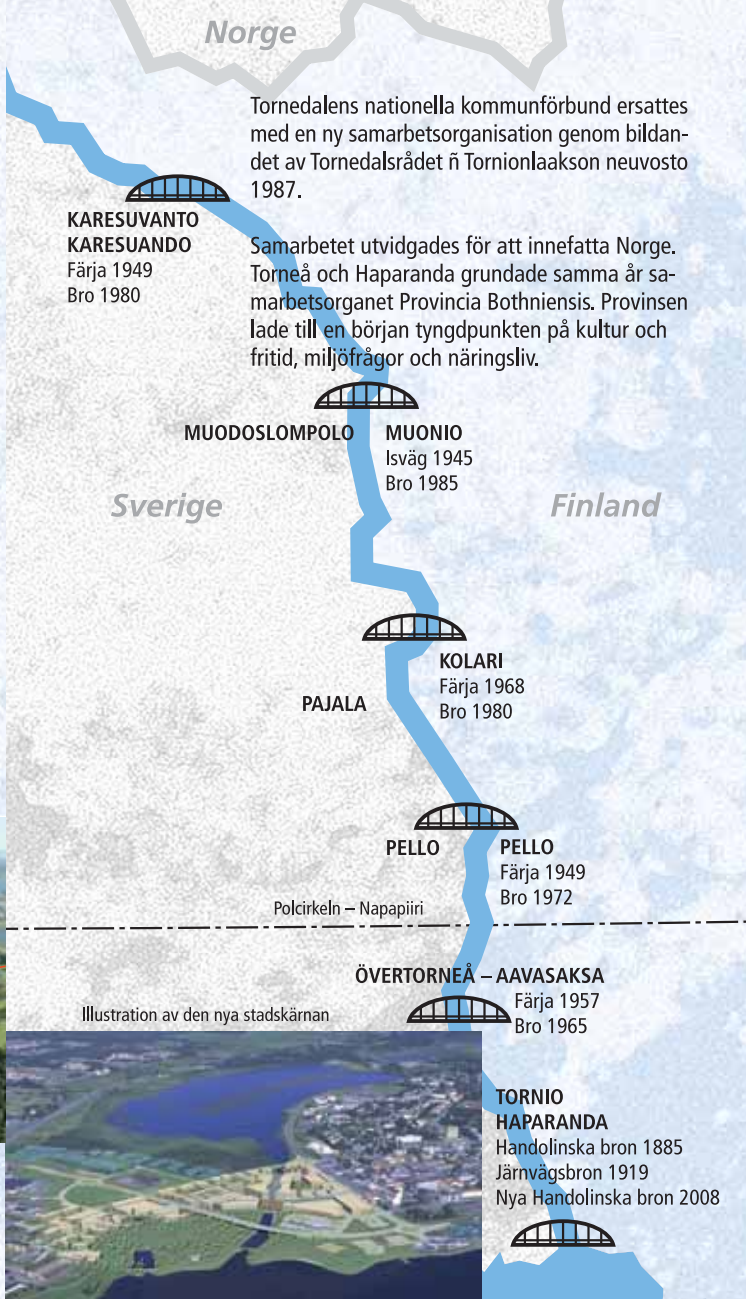 Norge
Tornedalens nationella kommunförbund ersattes
med en ny samarbetsorganisation genom bildan-
det av Tornedalsrådet ñ Tornionlaakson neuvosto
1987.
KARESUVANTO
KARESUANDO
Färja 1949
Bro 1980
Samarbetet utvidgades för att innefatta Norge.
Torneå och Haparanda grundade samma år sa-
marbetsorganet Provincia Bothniensis. Provinsen
lade till en början tyngdpunkten på kultur och
fritid, miljöfrågor och näringsliv.
MUODOSLOMPOLO
MUONIO
Isväg 1945
Bro 1985
Sverige
Finland
KOLARI
Färja 1968
Bro 1980
PAJALA
PELLO
PELLO
Färja 1949
Bro 1972
Polcirkeln – Napapiiri
ÖVERTORNEÅ – AAVASAKSA
Färja 1957
Bro 1965
Illustration av den nya stadskärnan
TORNIO
HAPARANDA
Handolinska bron 1885
Järnvägsbron 1919
Nya Handolinska bron 2008